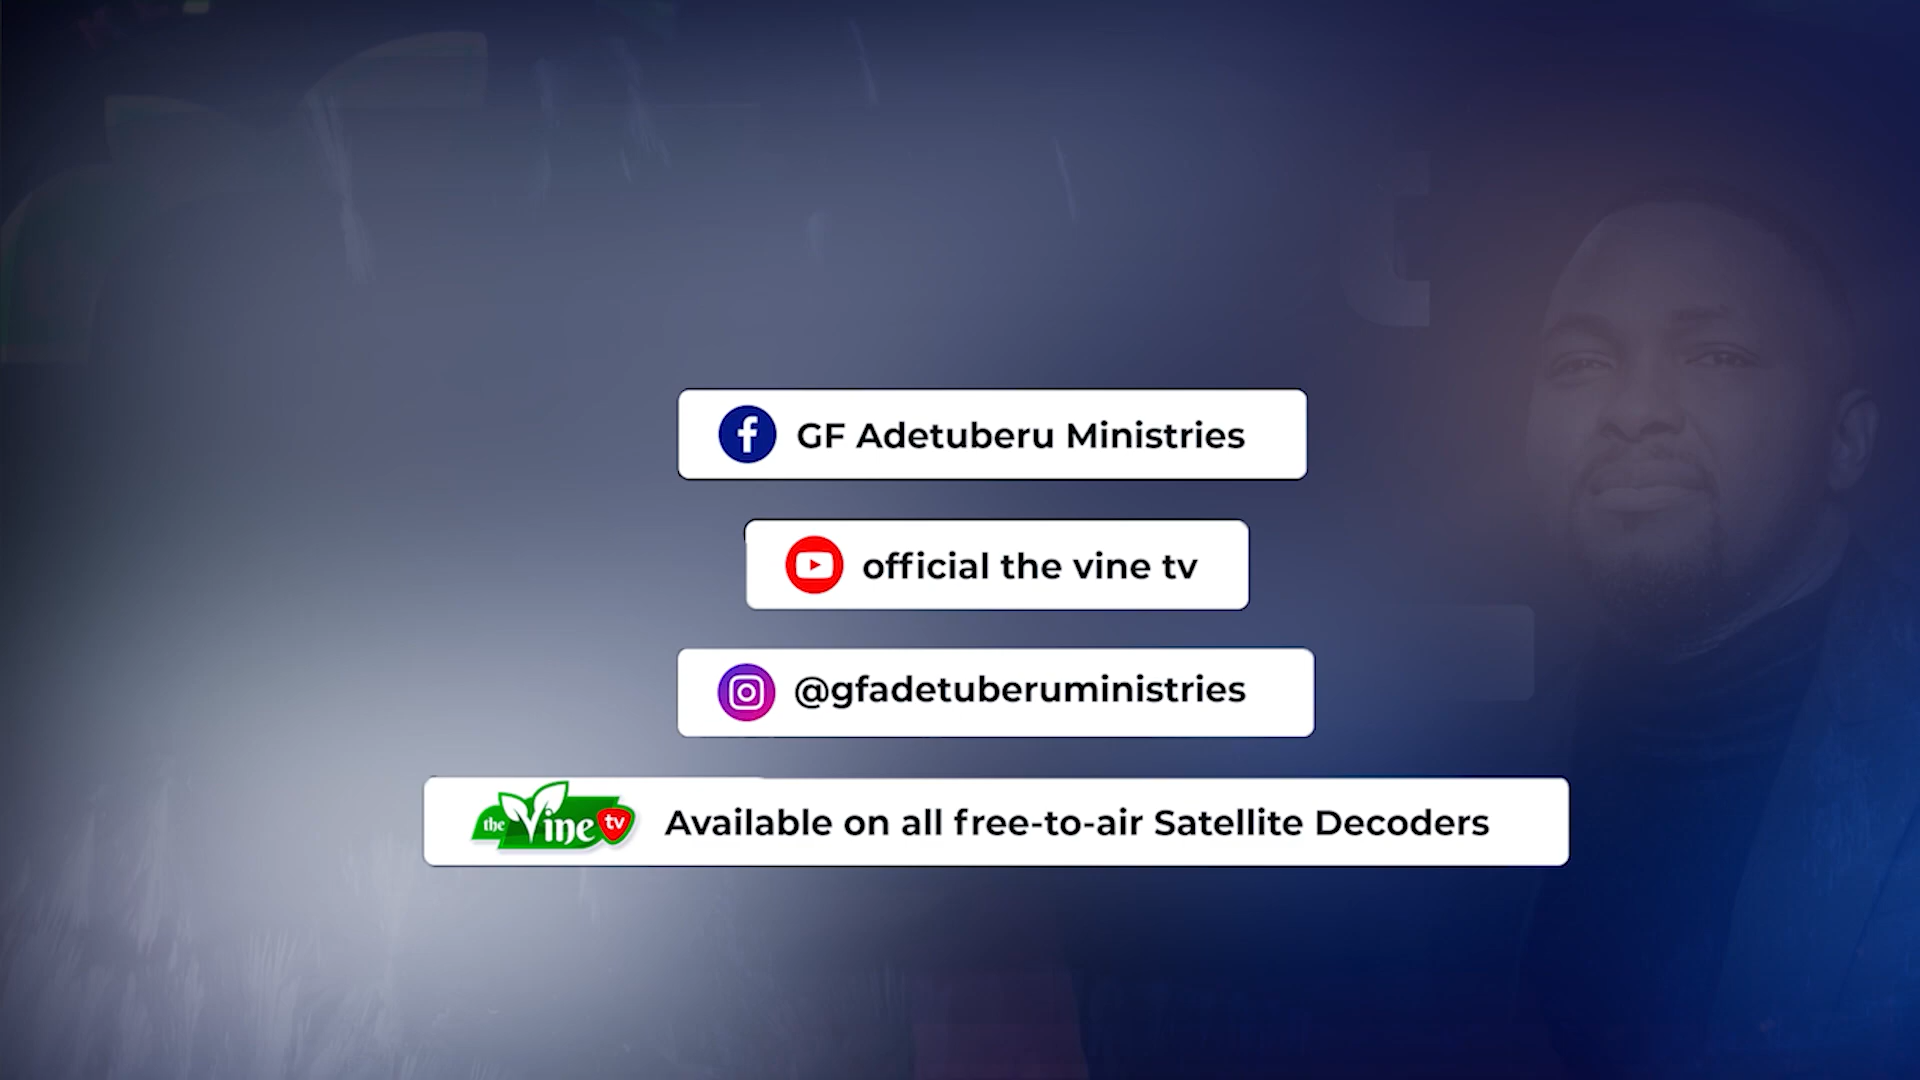 GF Adetuberu Ministries
official the vine tv
@gfadetuberuministries
the Vine tv Available on all free-to-air Satellite Decoders